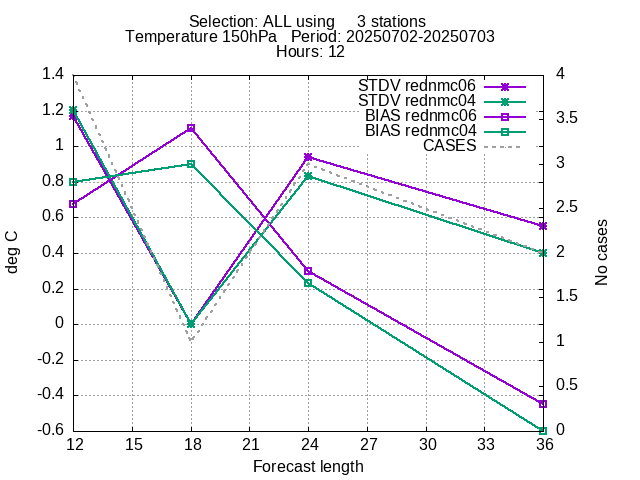 Selection: ALL using     3 stations
Temperature 150hPa   Period: 20250702-20250703
Hours: 12
STDV rednmc06
STDV rednmc04
BIAS rednmc06
BIAS rednmc04
CASES
1.4
1.2
1
0.8
0.6
0.4
0.2
0
-0.2
-0.4
-0.6
deg C
4
3.5
3
2.5
2
1.5
1
0.5
0
No cases
12 15 18 21 24 27 30 33 36
Forecast length